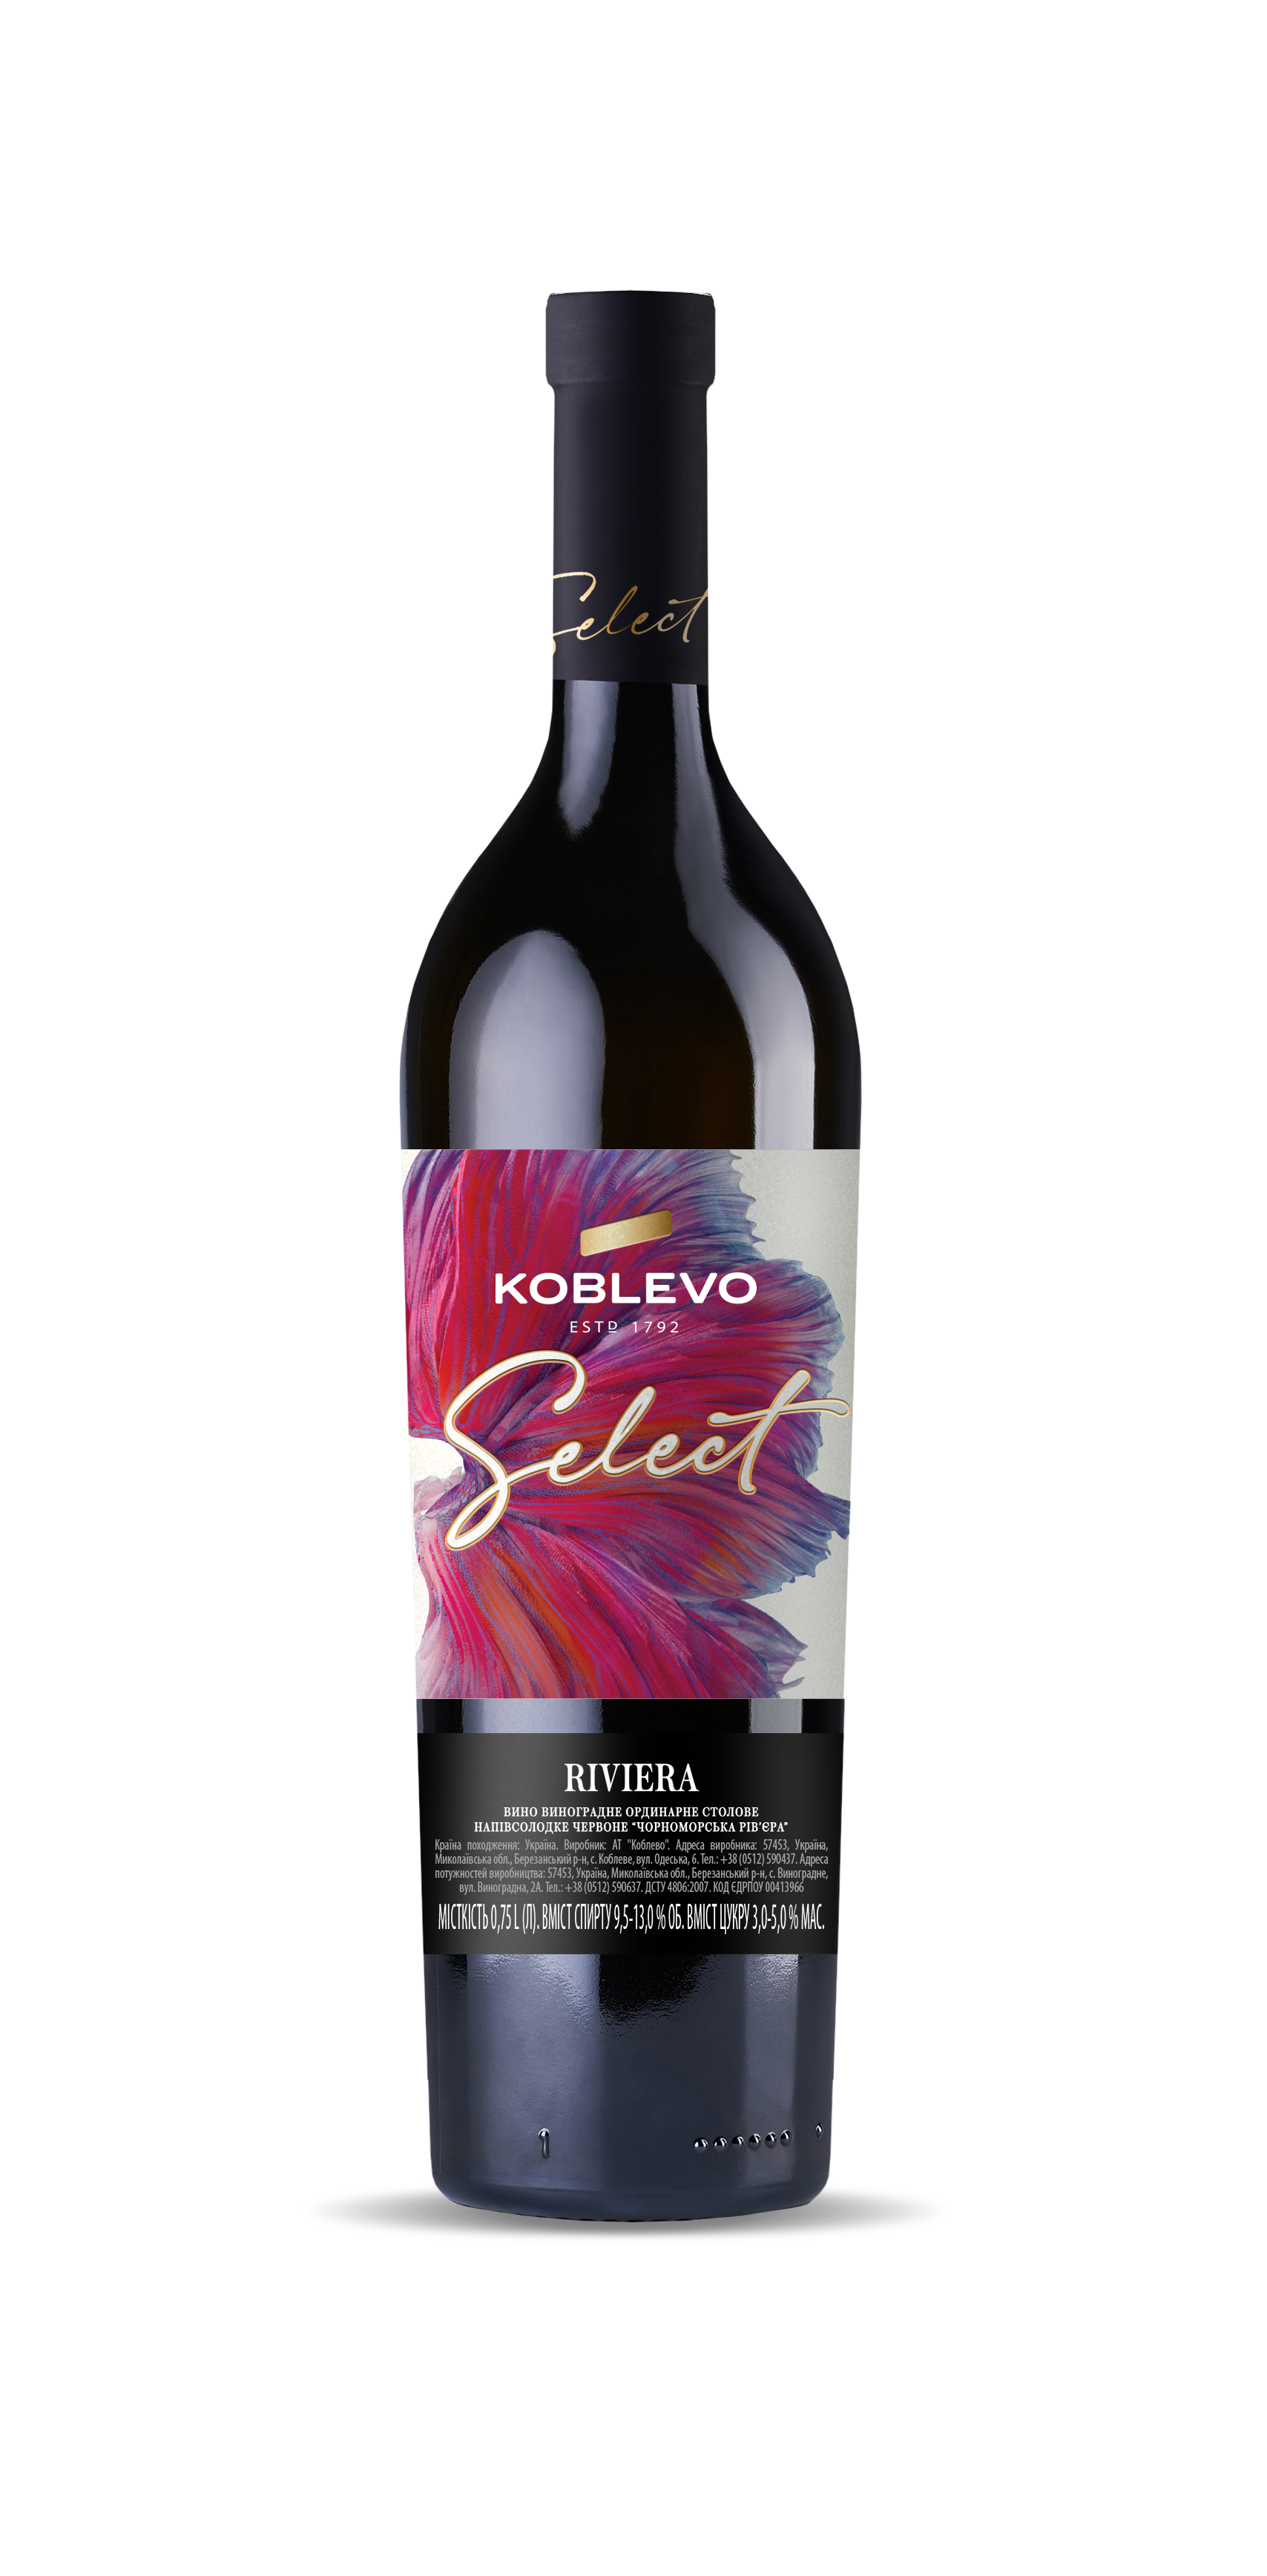 Select
KOBLEVO
ESTD 1792
Select
RIVIERA
ВИНО ВИНОГРАДНЕ ОРДИНАРНЕ СТОЛОВЕ
НАПІВСОЛОДКЕ ЧЕРВОНЕ "ЧОРНОМОРСЬКА РІВ'ЄРА"
Країна походження: Україна. Виробник: АТ "Коблево". Адреса виробника: 57453, Україна,
Миколаївська обл., Березанський р-н, с. Коблеве, вул. Одеська, 6. Тел.: +38 (0512) 590437. Адреса
потужностей виробництва: 57453, Україна, Миколаївська обл., Березанський р-н, с. Виноградне,
вул. Виноградна, 2А. Тел.: +38 (0512) 590637. ДСТУ 4806:2007. КОД ЄДРПОУ 00413966
МІСТКІСТЬ 0,75 L (Л). ВМІСТ СПИРТУ 9,5-13,0 % ОБ. ВМІСТ ЦУКРУ 3,0-5,0 % МАС.
1